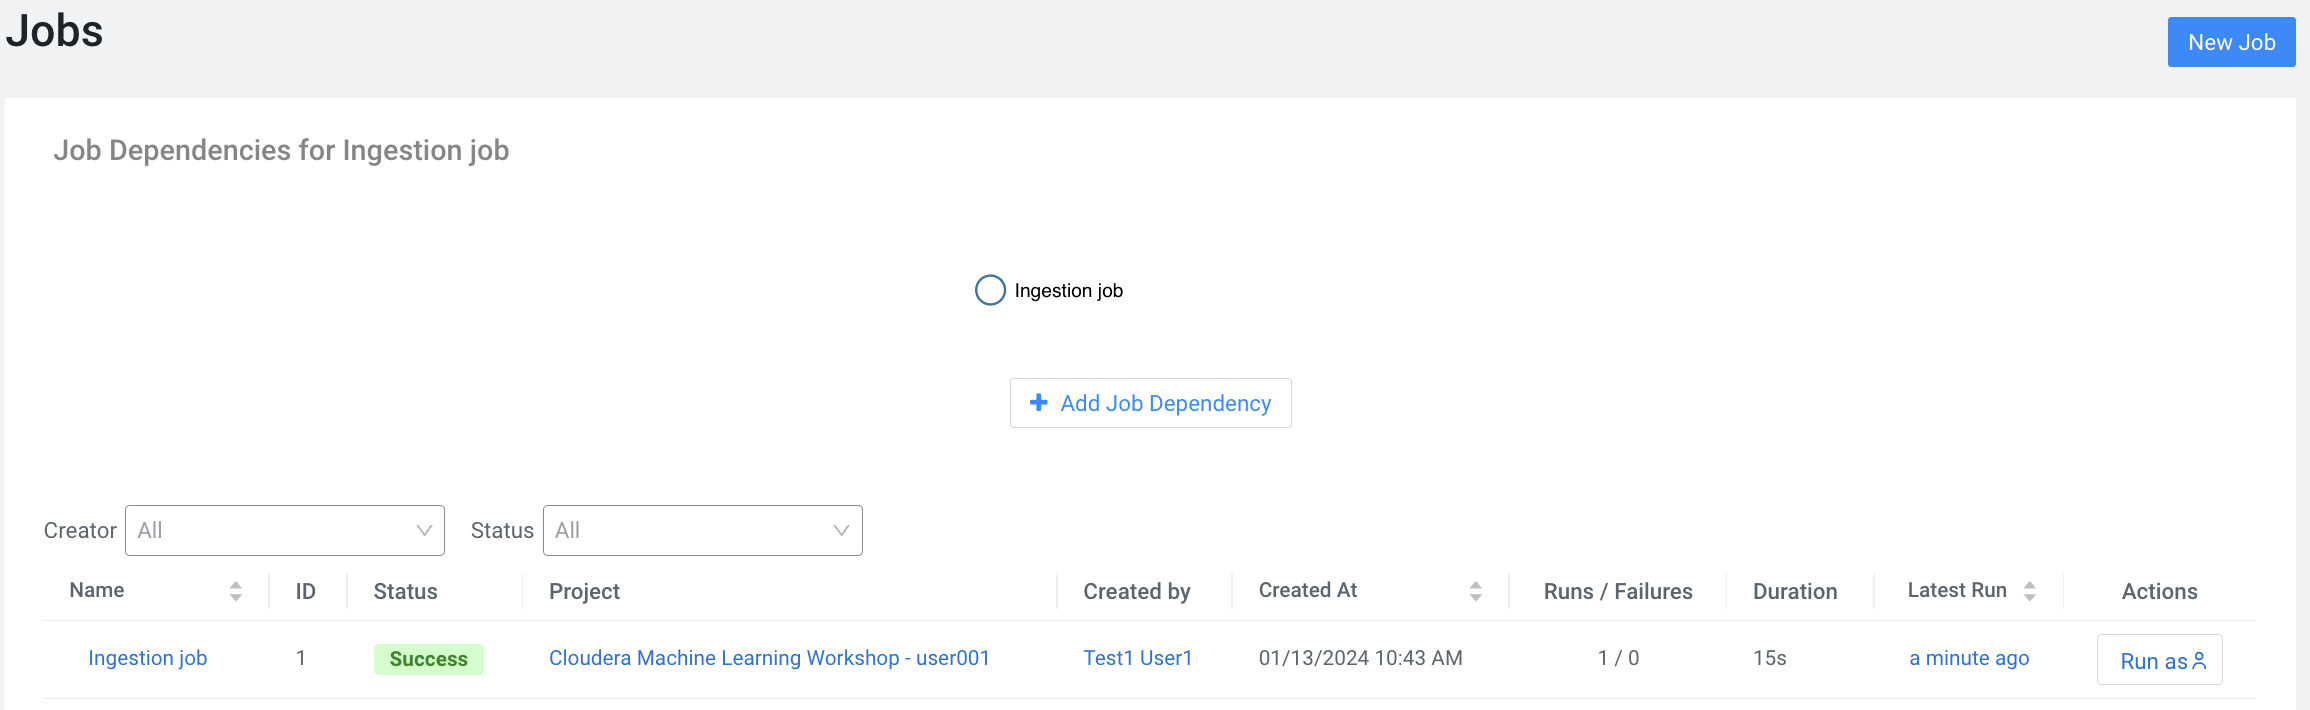 Jobs
New Job
Job Dependencies for Ingestion job
Ingestion job
Add Job Dependency
Creator All Status All
Name ID Status Project Created by Created At Runs / Failures Duration Latest Run Actions
Ingestion job 1 Success Cloudera Machine Learning Workshop - user001 Test1 User1 01/13/2024 10:43 AM 1 / 0 15s a minute ago Run as